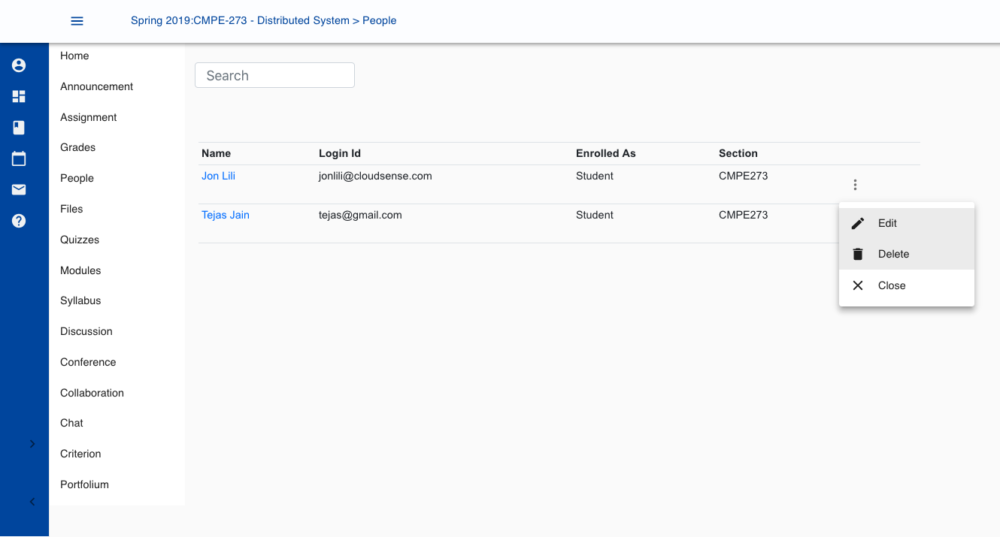 Spring 2019:CMPE-273 - Distributed System > People
Home
Announcement
Assignment
Grades
People
Files
Quizzes
Modules
Syllabus
Discussion
Conference
Collaboration
Chat
Criterion
Portfolium
Search
Name Login Id Enrolled As Section
Jon Lili jonlili@cloudsense.com Student CMPE273
Tejas Jain tejas@gmail.com Student CMPE273
Edit
Delete
Close